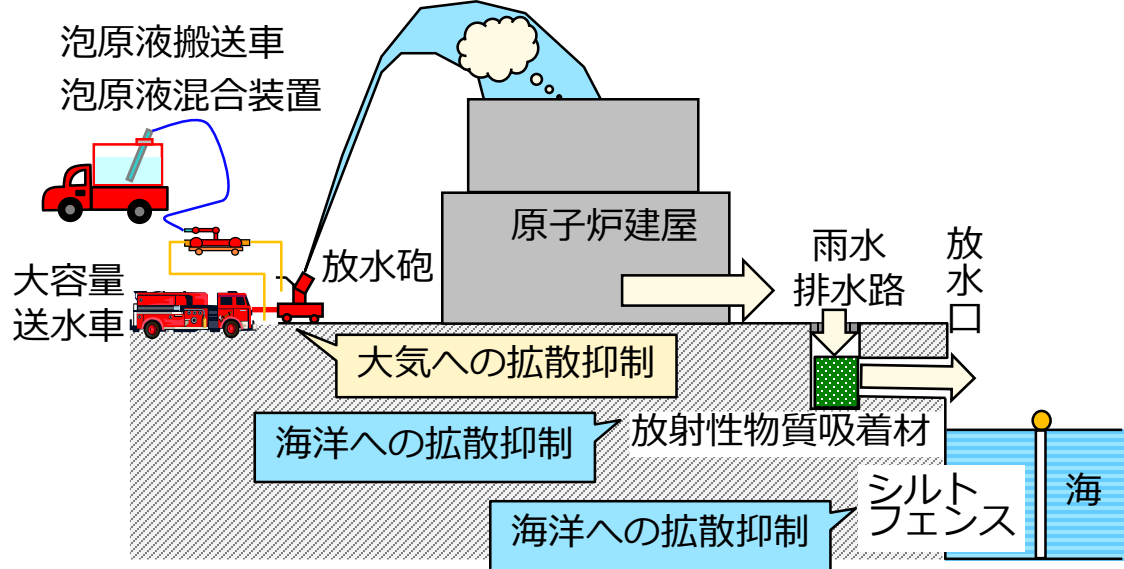 泡原液搬送車
泡原液混合装置
大容量
送水車
放水砲
原子炉建屋
雨水
排水路
放水口
大気への拡散抑制
海洋への拡散抑制
放射性物質吸着材
海洋への拡散抑制
シルト
フェンス
海